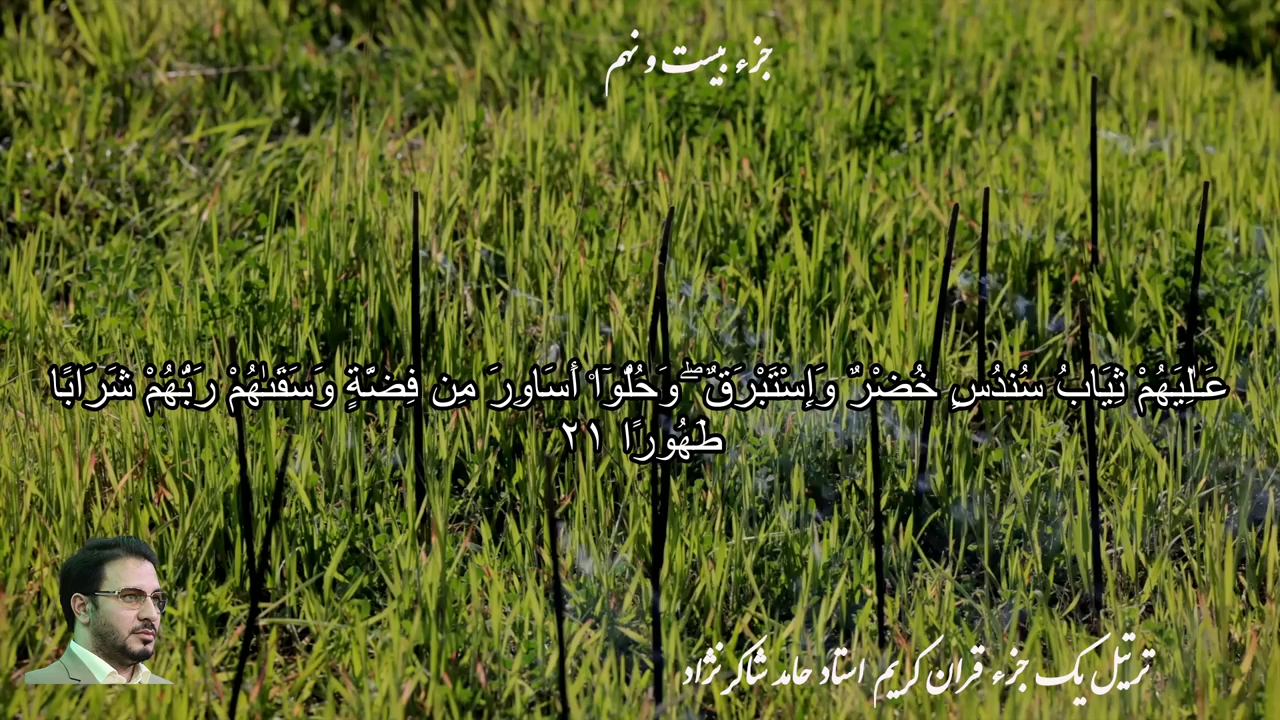 جزء بیست و نهم
عَٰلِيَهُمْ ثِيَابُ سُندُسٍ خُضْرٌ وَإِسْتَبْرَقٌ ۖ وَحُلُّوٓا۟ أَسَاوِرَ مِن فِضَّةٍ وَسَقَىٰهُمْ رَبُّهُمْ شَرَابًا
طَهُورًا ٢١
ترتیل یک جزء قران کریم استاد حامد شاکرنژاد